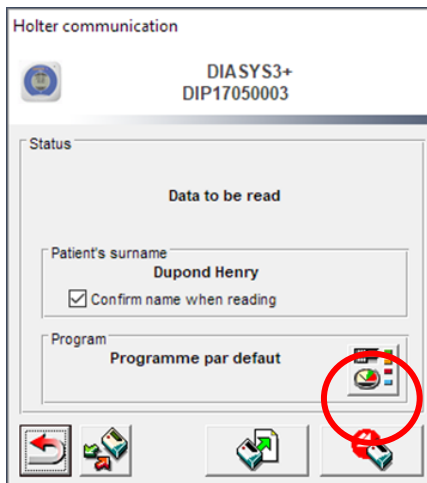 Holter communication
DIASYS3+
DIP17050003
Status
Data to be read
Patient's surname
Dupond Henry
Confirm name when reading
Program
Programme par defaut